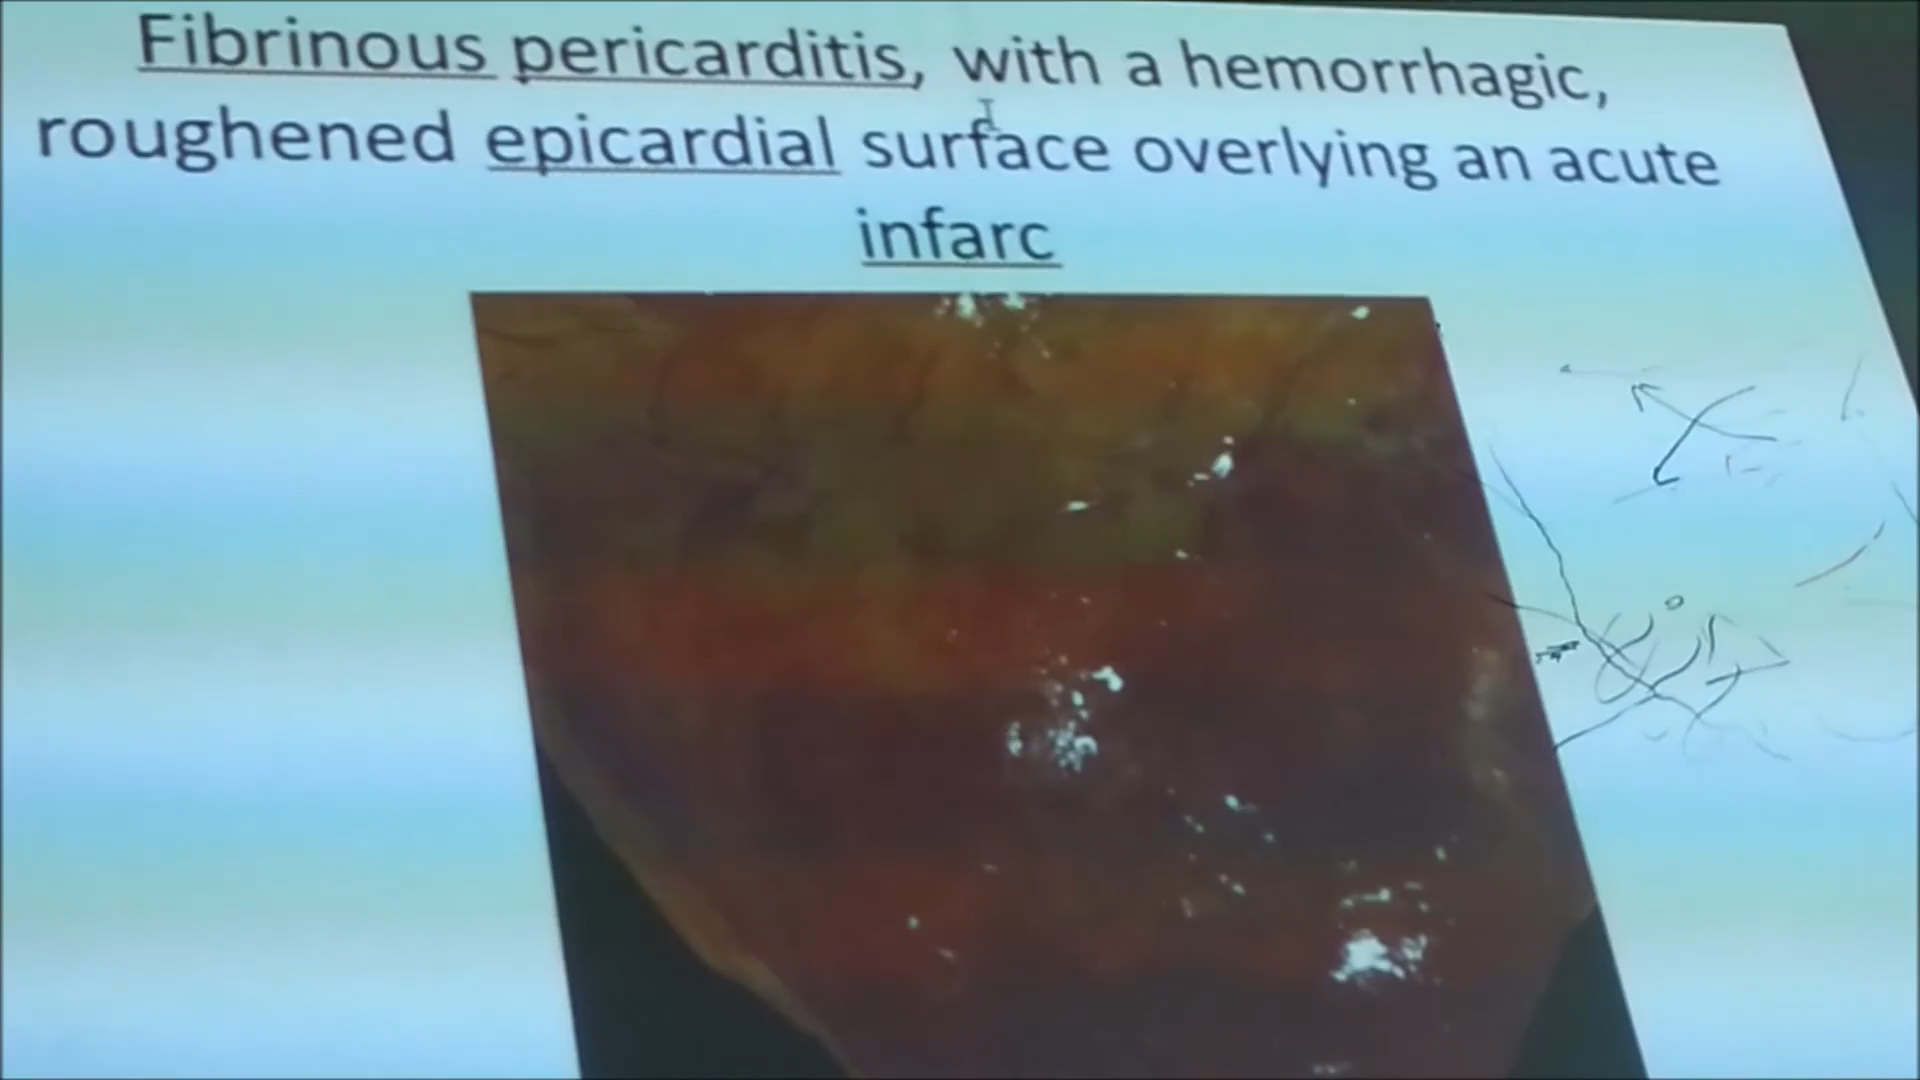 Fibrinous pericarditis, with a hemorrhagic,
roughened epicardial surface overlying an acute
infarc